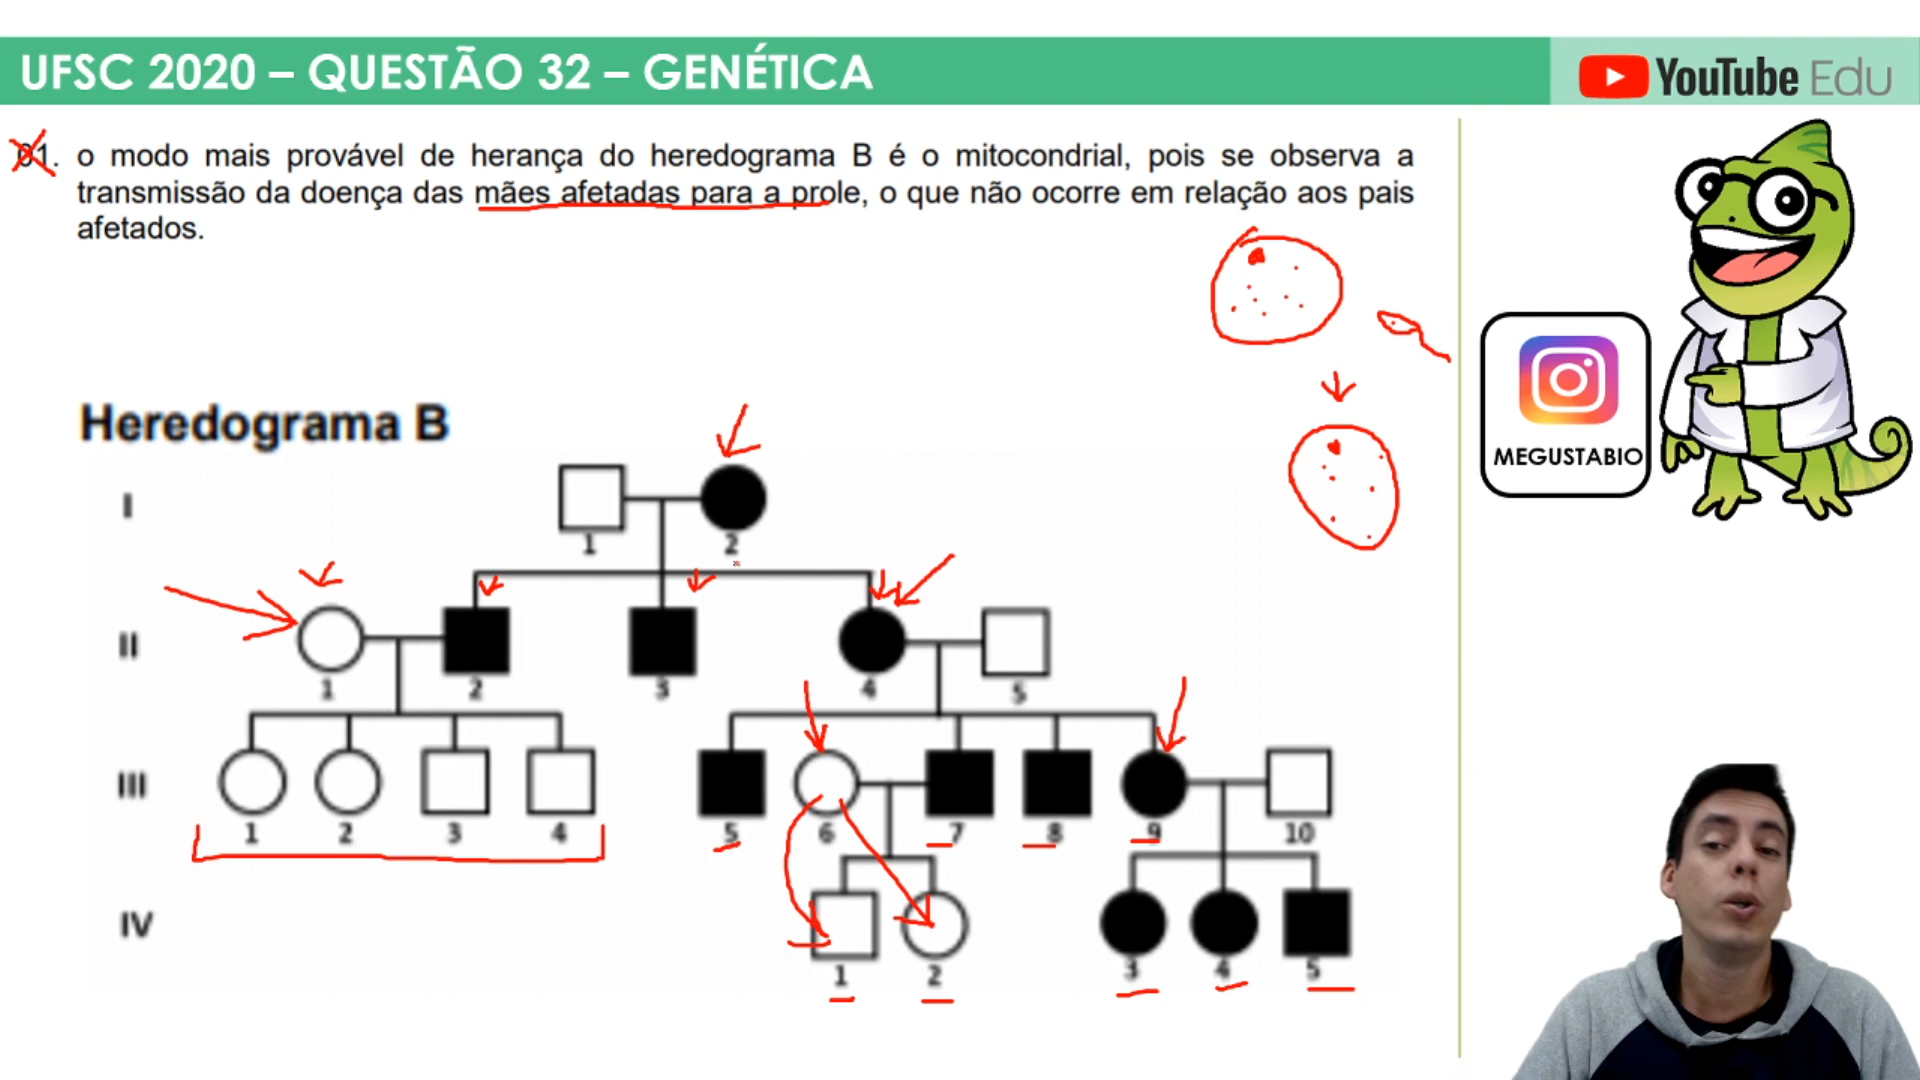 UFSC 2020 – QUESTÃO 32 – GENÉTICA
YouTube Edu
01. o modo mais provável de herança do heredograma B é o mitocondrial, pois se observa a
transmissão da doença das mães afetadas para a prole, o que não ocorre em relação aos pais
afetados.
MEGUSTABIO
Heredograma B
I
1 2
II
1 2 3 4 5
III
1 2 3 4 5 6 7 8 9 10
IV
1 2 3 4 5